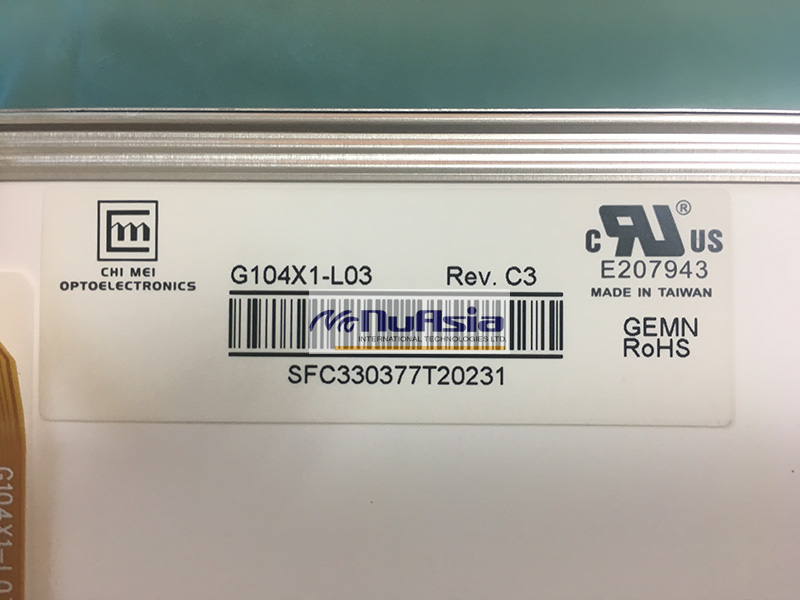 CHI MEI
OPTOELECTRONICS
G104X1-L03 Rev. C3
NuAsia
INTERNATIONAL TECHNOLOGIES LTD.
SFC330377T20231
C RU ® US
E207943
MADE IN TAIWAN
GEMN
RoHS
G104X1-L0